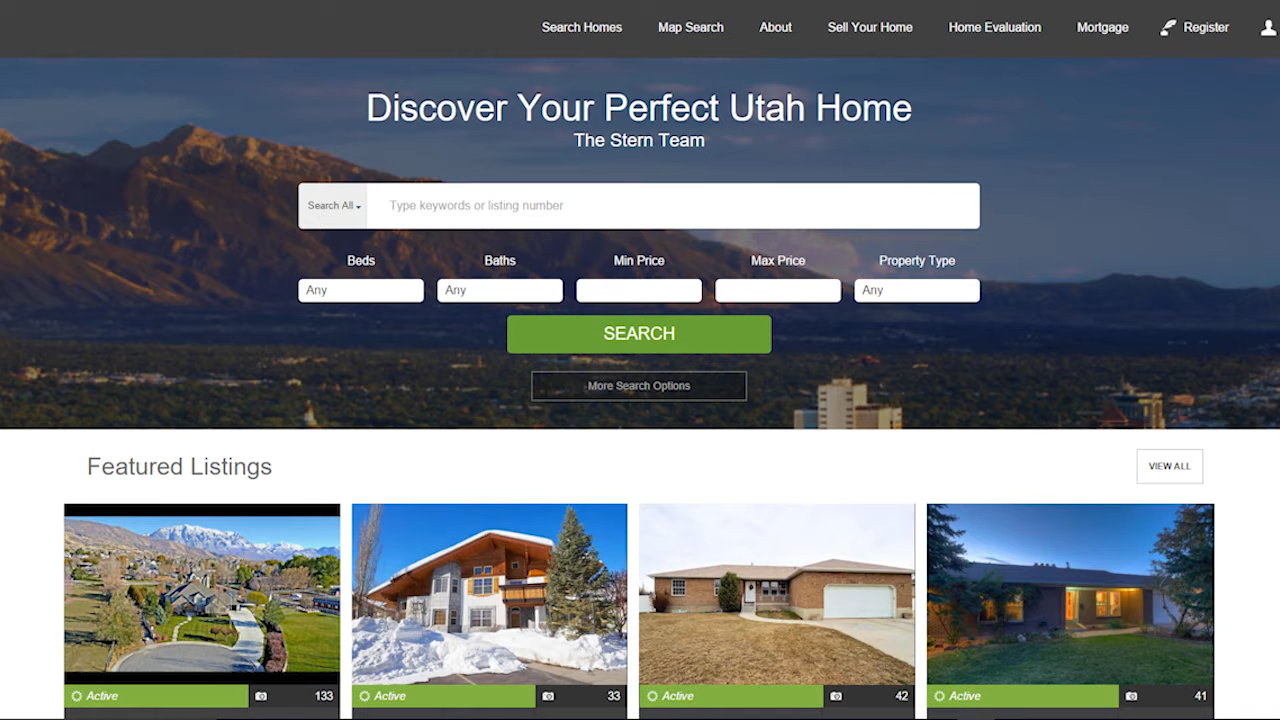 Search Homes Map Search About Sell Your Home Home Evaluation Mortgage Register
Discover Your Perfect Utah Home
The Stern Team
Search All Type keywords or listing number
Beds Baths Min Price Max Price Property Type
Any Any Any
SEARCH
More Search Options
Featured Listings VIEW ALL
Active 133 Active 33 Active 42 Active 41